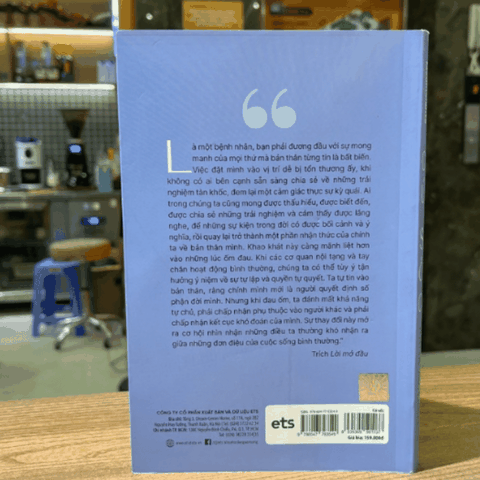 Là một bệnh nhân, bạn phải đương đầu với sự mong
manh của mọi thứ mà bản thân từng tin là bất biến.
Việc đặt mình vào vị trí dễ bị tổn thương ấy, khi
không có ai bên cạnh sẵn sàng chia sẻ về những trải
nghiệm tàn khốc, đem lại một cảm giác thực sự kỳ quái. Ai
trong chúng ta cũng mong được thấu hiểu, được biết đến,
được chia sẻ những trải nghiệm và cảm thấy được lắng
nghe, để những sự kiện trong đời có được bối cảnh và ý
nghĩa, rồi quay lại trở thành một phần nhận thức của chính
ta về bản thân mình. Khao khát này càng mãnh liệt hơn
vào những lúc ốm đau. Khi các cơ quan nội tạng và tay
chân hoạt động bình thường, chúng ta có thể tùy ý tận
hưởng ý niệm về sự tự lập và quyền tự quyết. Ta tự tin vào
bản thân, rằng chính mình mới là người quyết định số
phận đời mình. Nhưng khi đau ốm, ta đánh mất khả năng
tự chủ, phải chấp nhận phụ thuộc vào người khác và phải
chấp nhận kết cục khó đoán của mình. Sự thay đổi này mở
ra cơ hội nhìn nhận những điều ta thường khó nhận ra
giữa những đơn điệu của cuộc sống bình thường."
Trích Lời mở đầu
CÔNG TY CỔ PHẦN XUẤT BẢN VÀ DỮ LIỆU ETS
ets